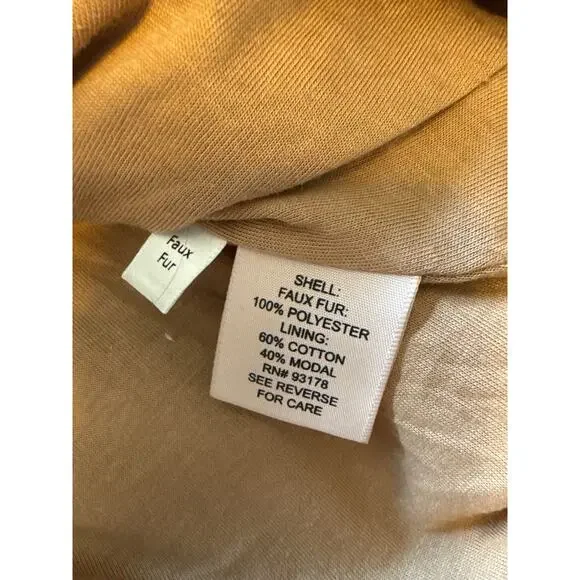 Faux
Fur
SHELL:
FAUX FUR:
100% POLYESTER
LINING:
60% COTTON
40% MODAL
RN# 93178
SEE REVERSE
FOR CARE